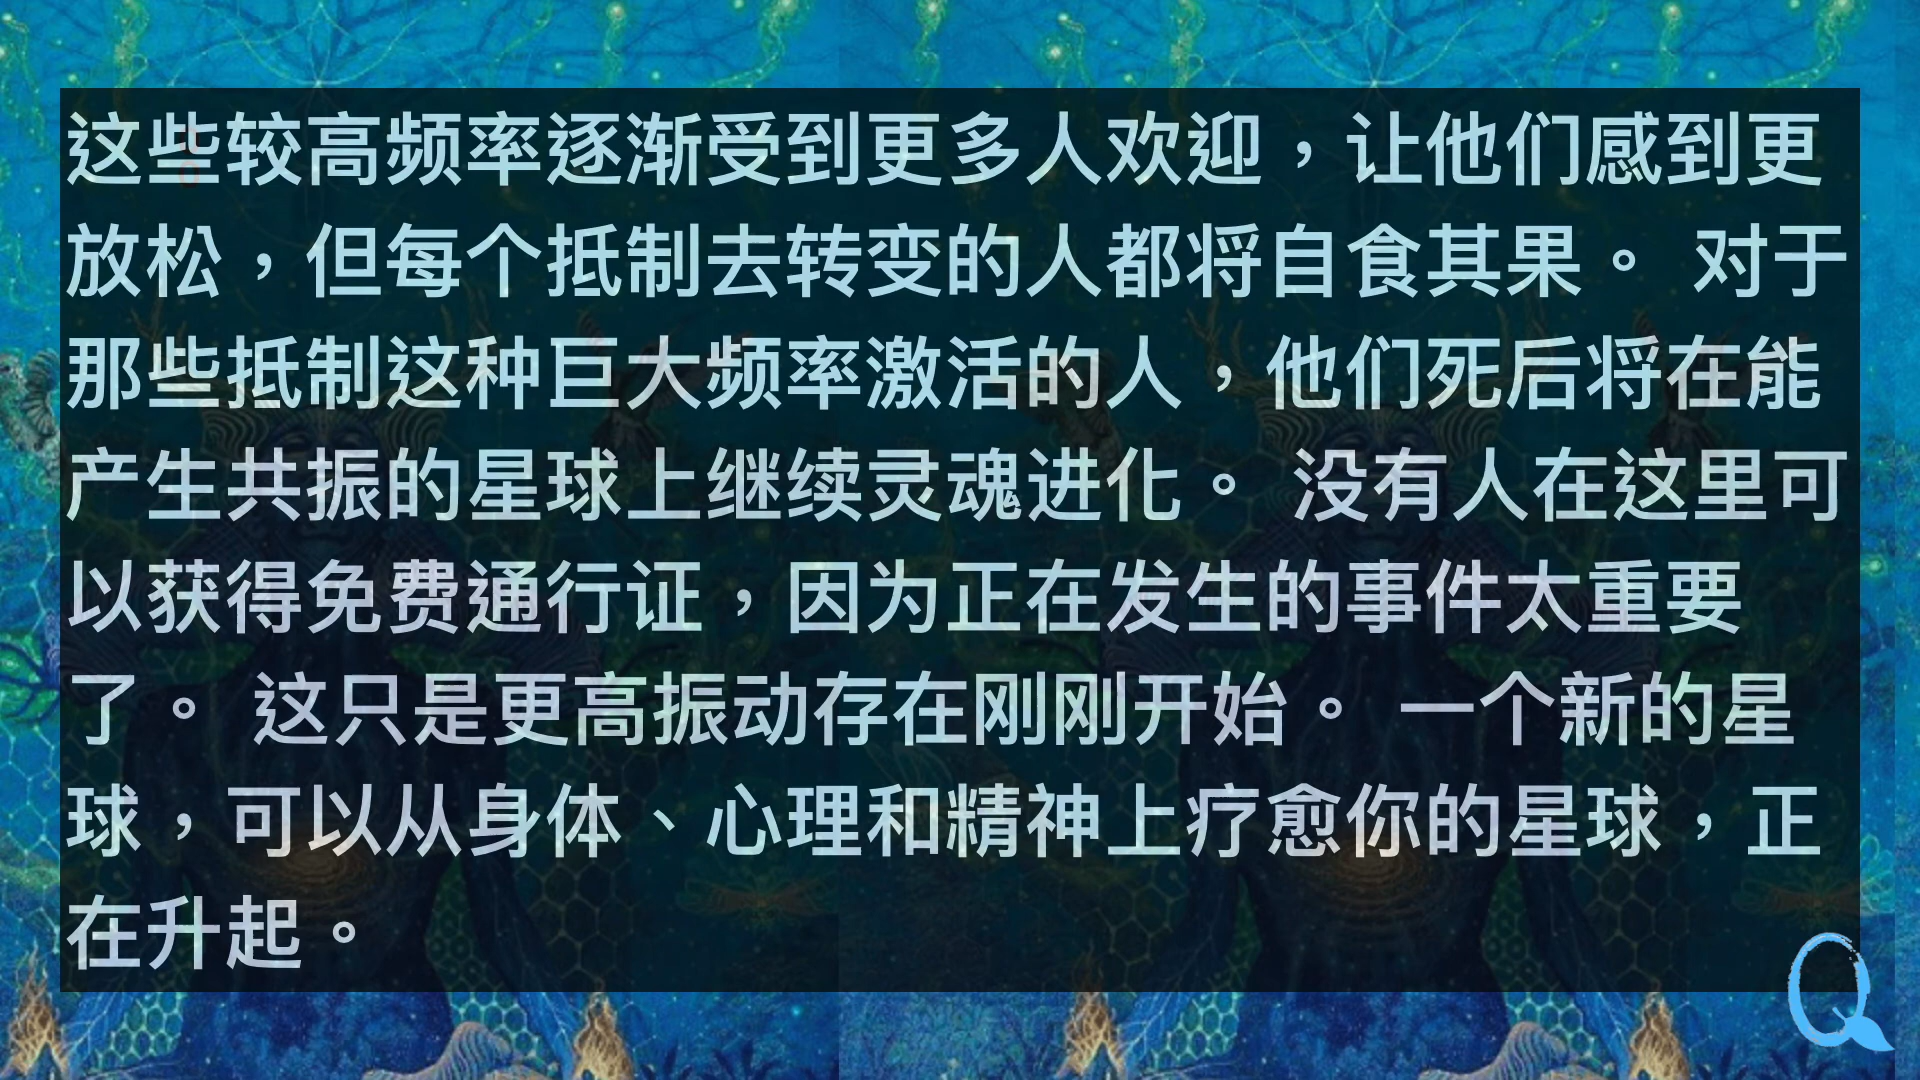 这些较高频率逐渐受到更多人欢迎，让他们感到更
放松，但每个抵制去转变的人都将自食其果。 对于
那些抵制这种巨大频率激活的人，他们死后将在能
产生共振的星球上继续灵魂进化。 没有人在这里可
以获得免费通行证，因为正在发生的事件太重要
了。 这只是更高振动存在刚刚开始。 一个新的星
球，可以从身体、心理和精神上疗愈你的星球，正
在升起。
Q